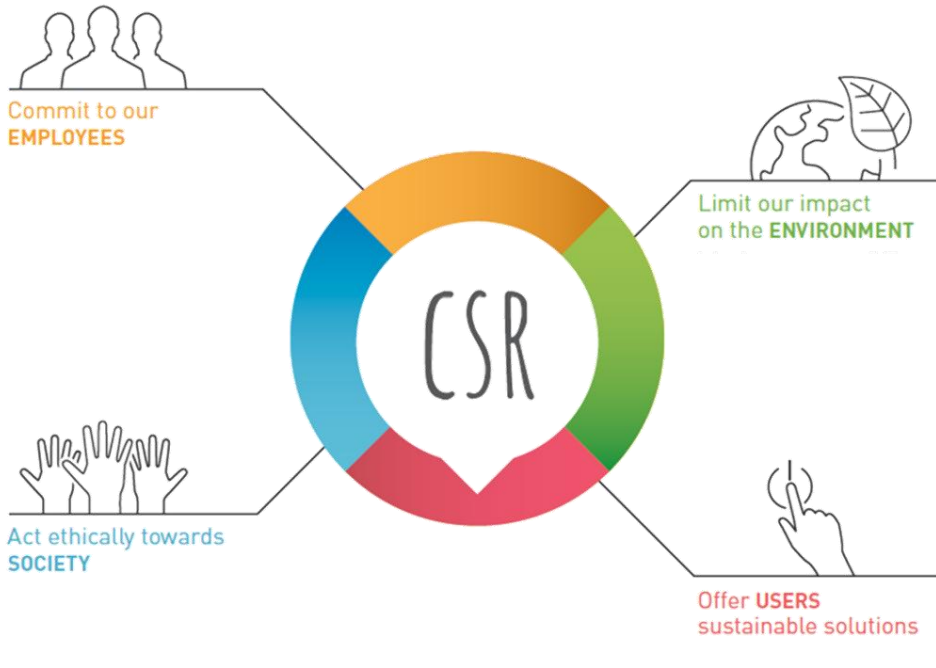 Commit to our
EMPLOYEES
Limit our impact
on the ENVIRONMENT
CSR
Act ethically towards
SOCIETY
Offer USERS
sustainable solutions